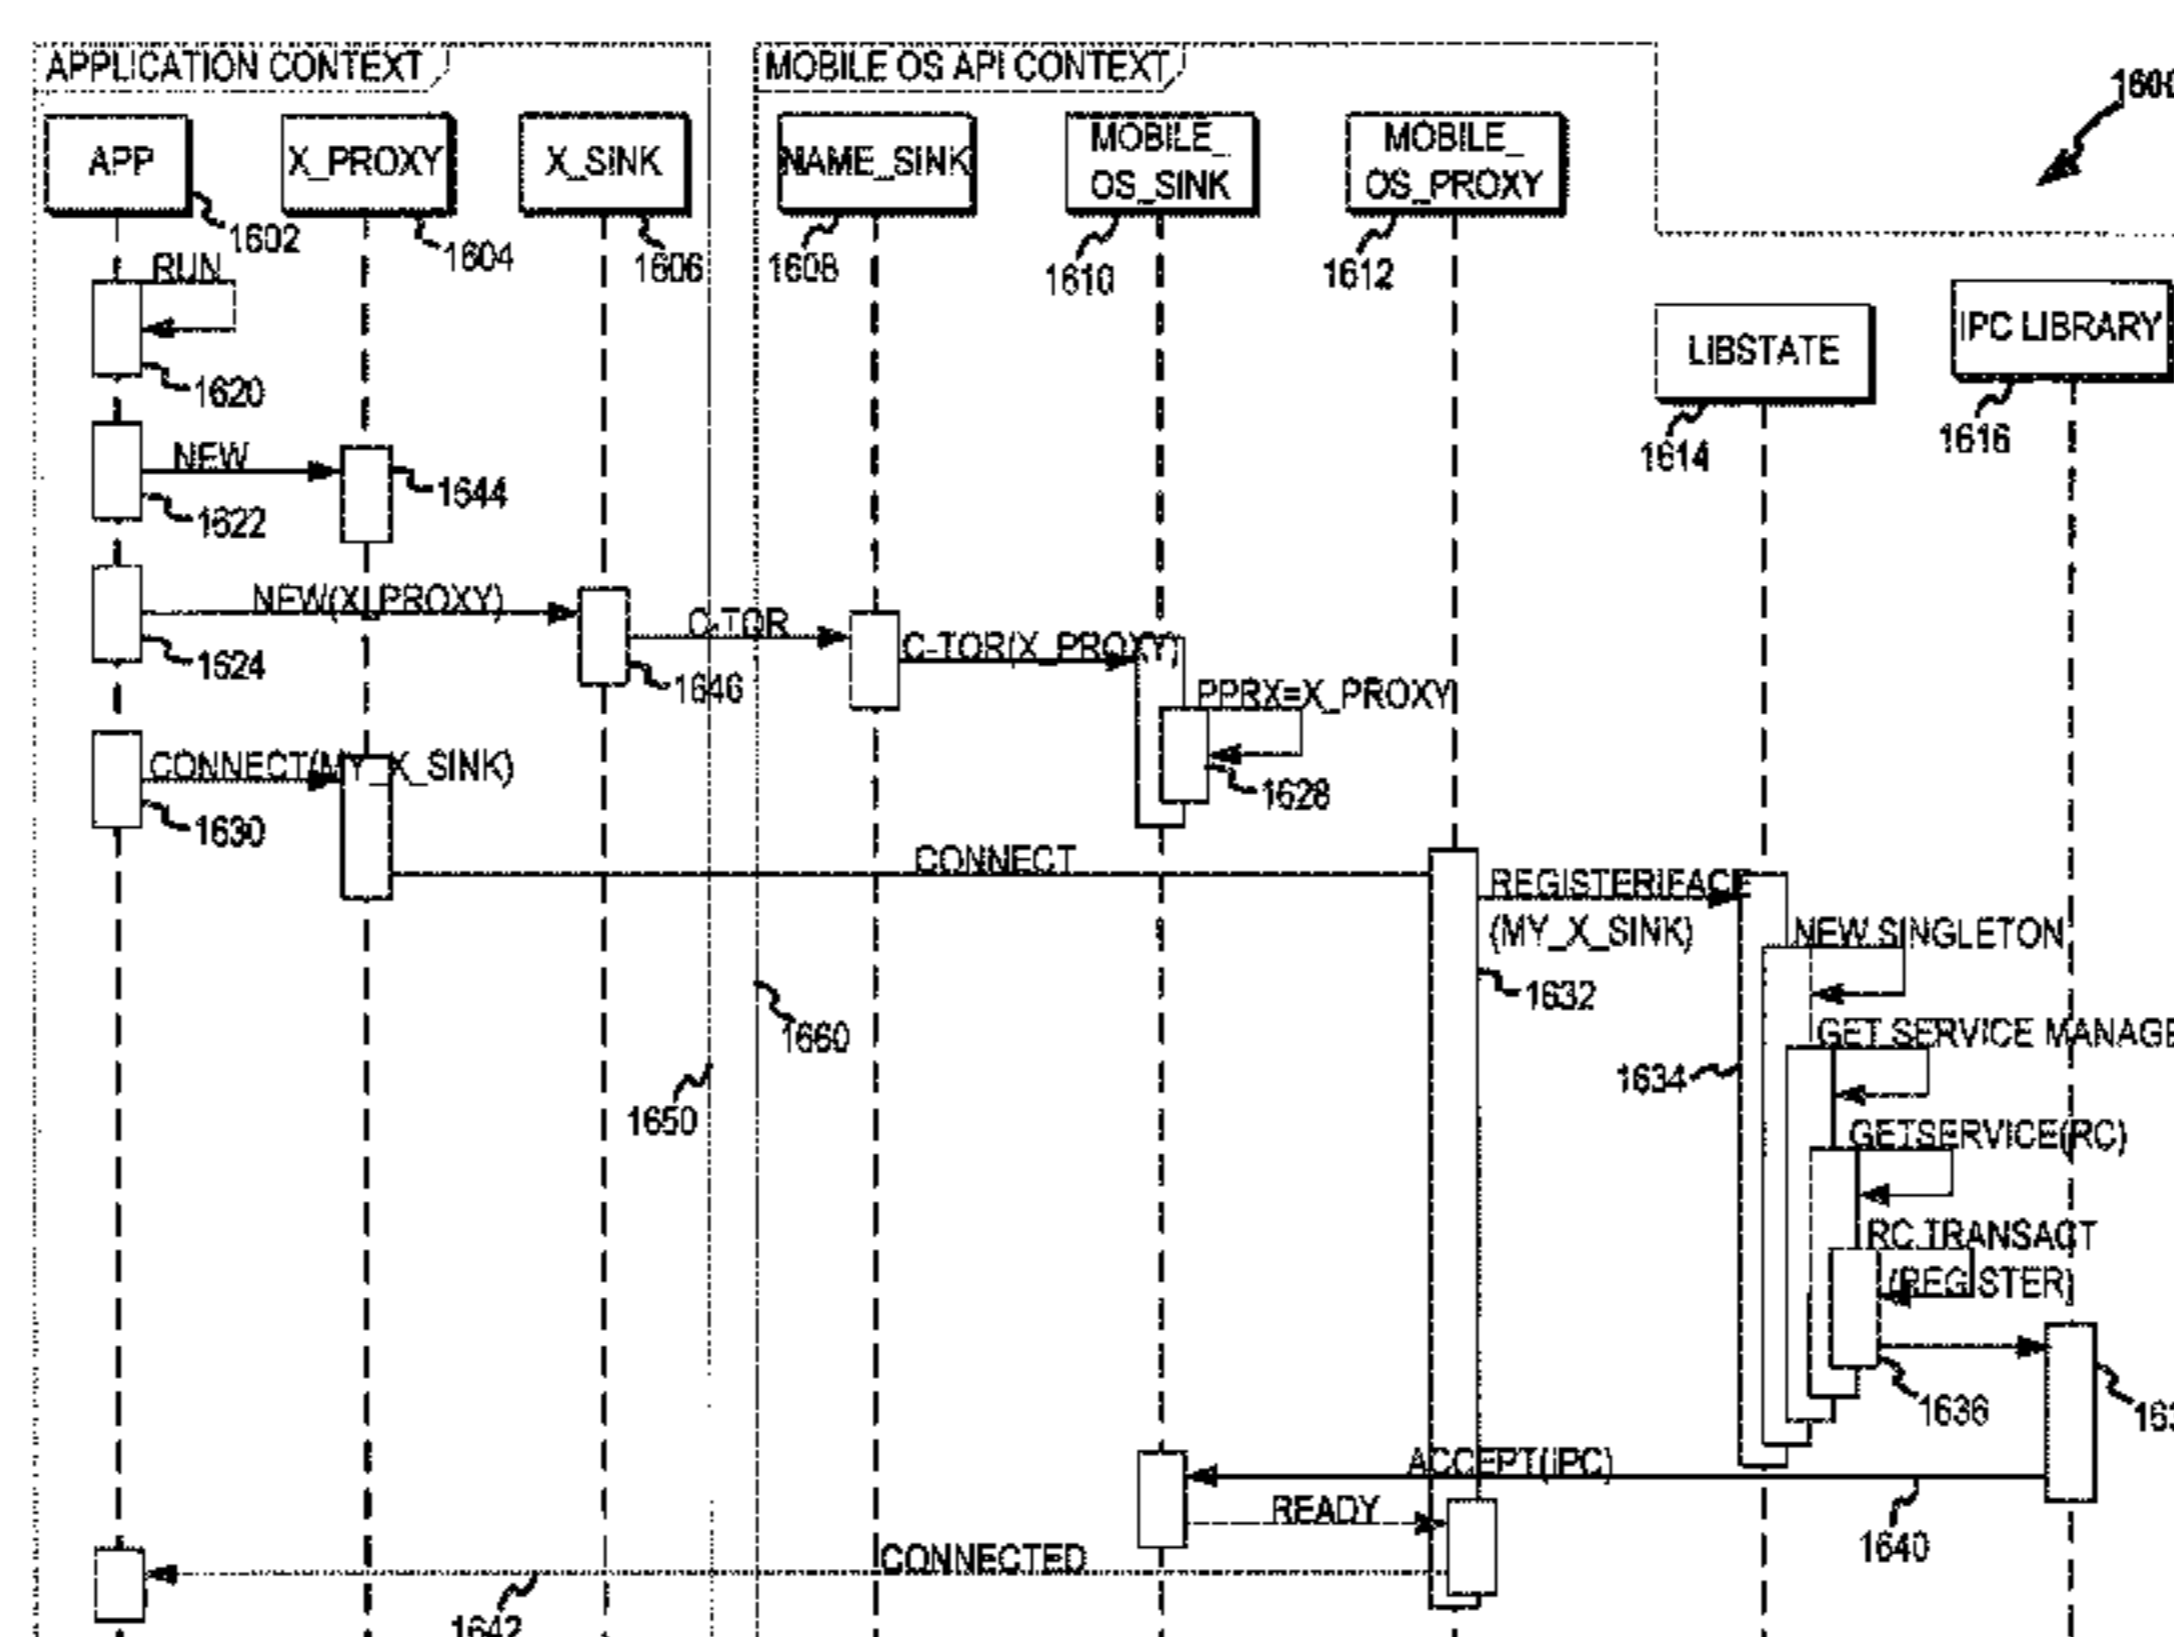 APPLICATION CONTEXT
MOBILE OS API CONTEXT
APP
X_PROXY
X_SINK
NAME_SINK
MOBILE_
OS_SINK
MOBILE_
OS_PROXY
1602
1604
1606
1608
1610
1612
RUN
LIBSTATE
IPC LIBRARY
1620
1614
1616
NEW
1644
1622
NEW(X_PROXY)
C-TOR
C-TOR(X_PROXY)
1624
1646
PPRX=X_PROXY
CONNECT(MY_X_SINK)
1628
1630
CONNECT
REGISTERIFACE
(MY_X_SINK)
NEW SINGLETON
1632
1660
GET SERVICE MANAGE
1634
1650
GETSERVICE(RC)
RC.TRANSACT
(REGISTER)
1636
ACCEPT(IPC)
READY
1640
CONNECTED
1642